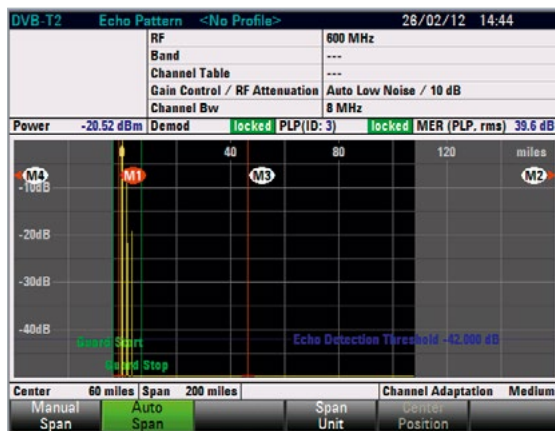 DVB-T2 Echo Pattern <No Profile> 26/02/12 14:44
RF 600 MHz
Band ---
Channel Table ---
Gain Control / RF Attenuation Auto Low Noise / 10 dB
Channel Bw 8 MHz
Power -20.52 dBm Demod locked PLP(ID: 3) locked MER (PLP, rms) 39.6 dB
0 40 80 120 miles
M4 M1 M3 M2
-10dB
-20dB
-30dB
-40dB
Guard Start Echo Detection Threshold -42.000 dB
Guard Stop
Center 60 miles Span 200 miles Channel Adaptation Medium
Manual Span
Auto Span
Span Unit
Center Position